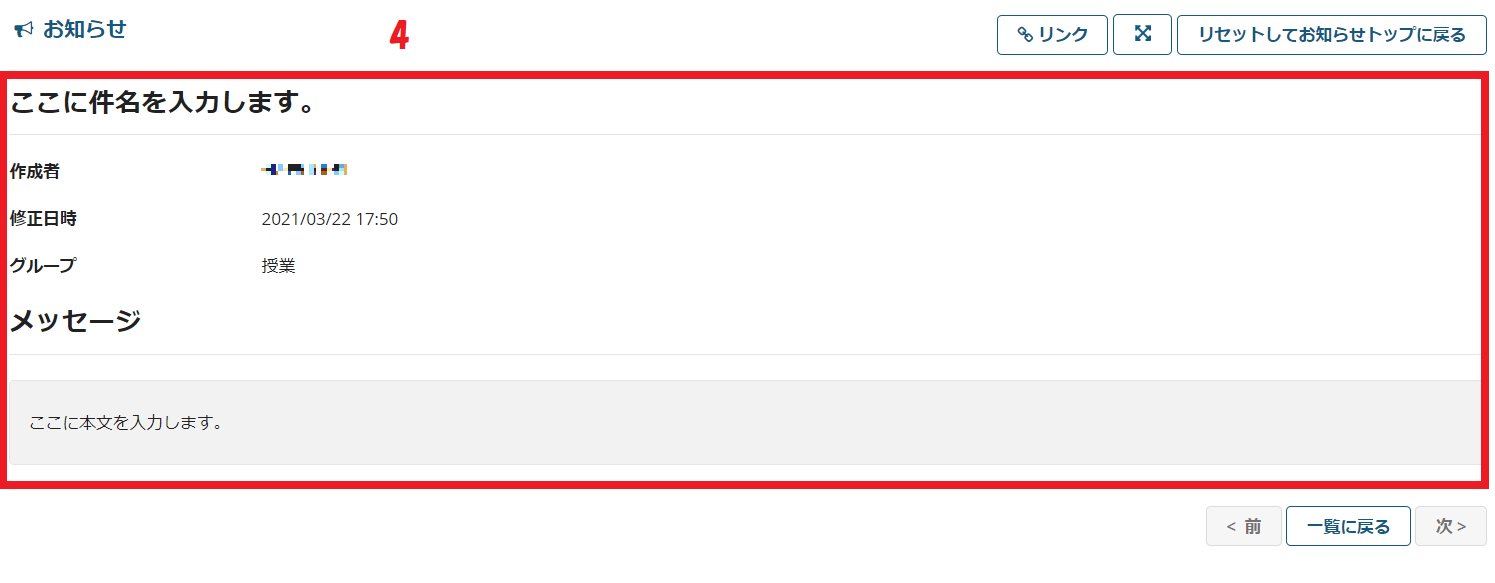 お知らせ
4
リンク
リセットしてお知らせトップに戻る
ここに件名を入力します。
作成者
修正日時 2021/03/22 17:50
グループ 授業
メッセージ
ここに本文を入力します。
< 前
一覧に戻る
次 >